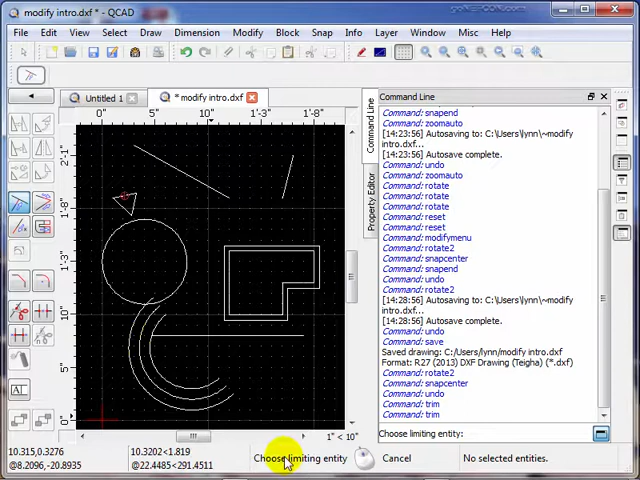 modify intro.dxf * - QCAD
File Edit View Select Draw Dimension Modify Block Snap Info Layer Window Misc Help
Untitled 1
* modify intro.dxf
0" 5" 10" 1'-3 1'-8
2'-1
1'-8
1'-3
10"
5"
0"
1" < 10"
Command Line
Property Editor
Command Line
Command: snapend
Command: zoomauto
[14:23:56] Autosaving to: C:\Users\lynn\~modify
intro.dxf...
[14:23:56] Autosave complete.
Command: undo
Command: zoomauto
Command: rotate
Command: rotate
Command: rotate
Command: reset
Command: reset
Command: modifymenu
Command: rotate2
Command: snapcenter
Command: snapend
Command: undo
Command: rotate2
[14:28:56] Autosaving to: C:\Users\lynn\~modify
intro.dxf...
[14:28:56] Autosave complete.
Command: undo
Command: save
Saved drawing: C:/Users/lynn/modify intro.dxf
Format: R27 (2013) DXF Drawing (Teigha) (*.dxf)
Command: rotate2
Command: snapcenter
Command: undo
Command: trim
Command: trim
Choose limiting entity:
10.315,0.3276
@8.2096,-20.8935
10.3202<1.819
@22.4485<291.4511
Choose limiting entity
Cancel
No selected entities.